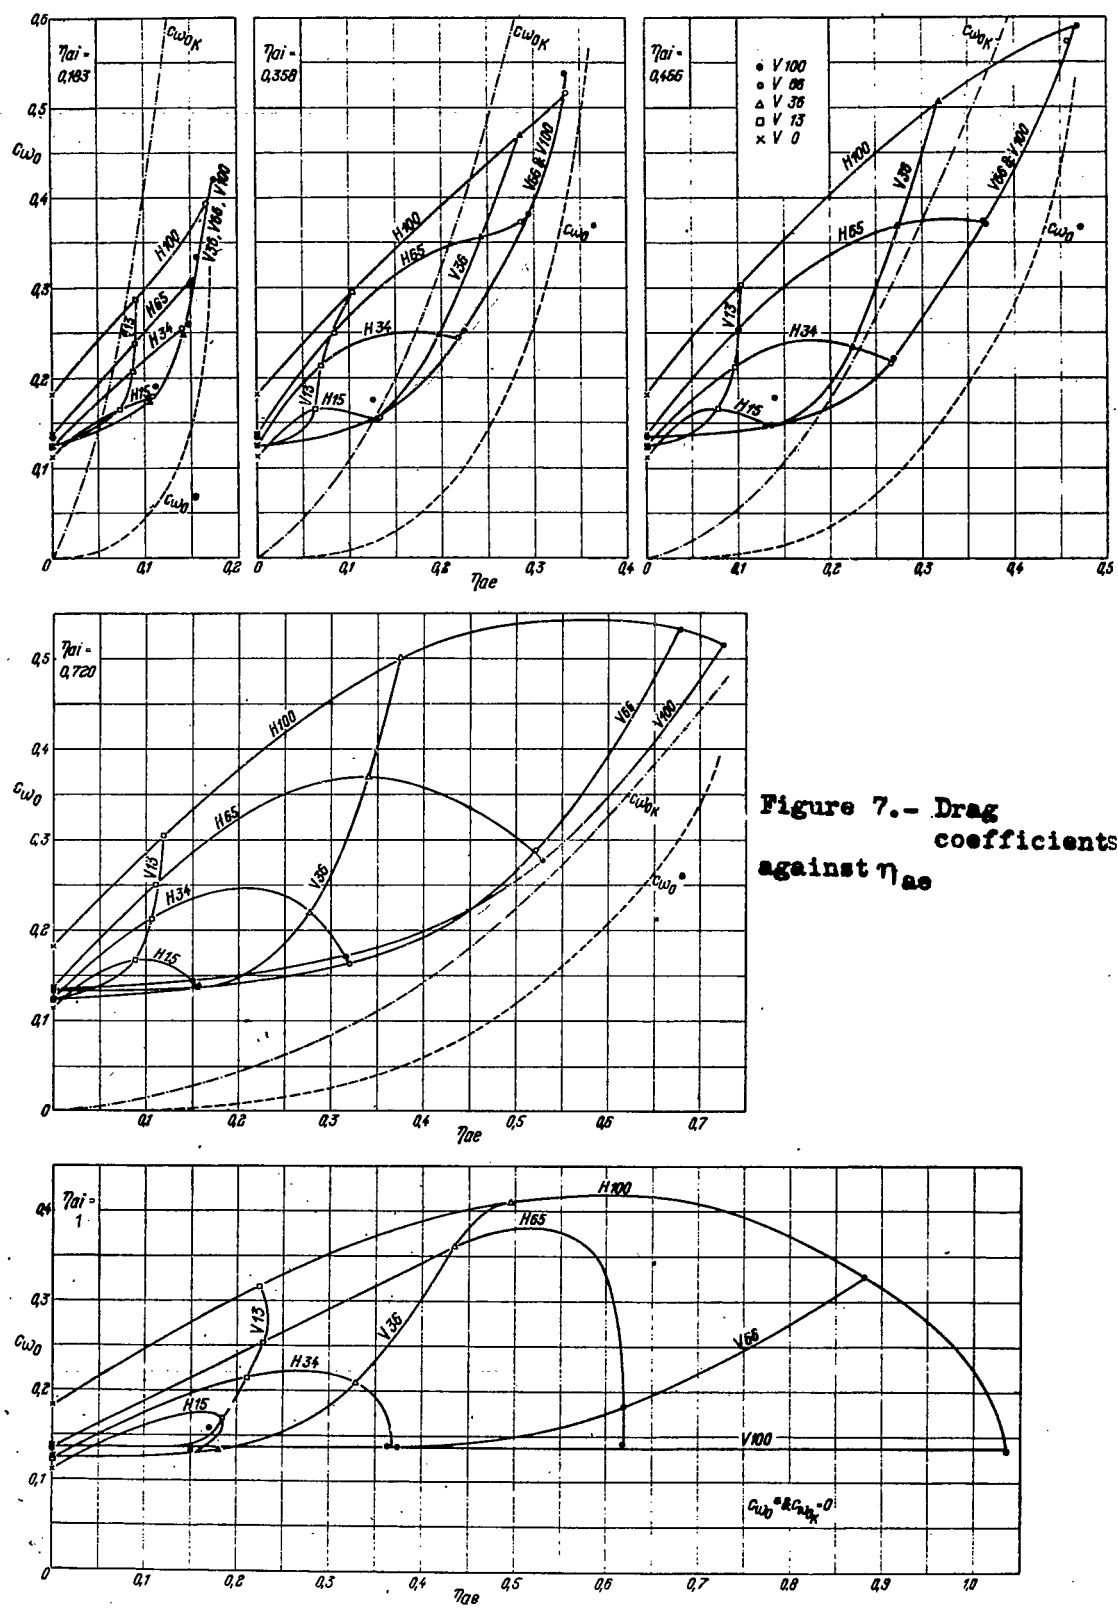 ηai = 0,183
0,6
0,5
cω0
0,4
0,3
0,2
0,1
0
0 0,1 0,2
cω0K
H100
H65
H34
H15
V13
V36, V66, V100
cω0*
ηai = 0,358
cω0K
H100
H65
H34
H15
V13
V36
V66 & V100
cω0*
0 0,1 0,2 0,3 0,4
ηae
ηai =
cω0K
• V 100
○ V 66
△ V 36
□ V 13
× V 0
H100
H65
H34
H15
V13
V36
V66 & V100
cω0*
0 0,1 0,2 0,3 0,4 0,5
ηae
ηai = 0,720
0,5
0,4
cω0
0,3
0,2
0,1
0
H100
H65
H34
H15
V13
V36
V66
V100
cω0K
cω0*
0,1 0,2 0,3 0,4 0,5 0,6 0,7
ηae
Figure 7.- Drag
coefficients
against ηae
ηai = 1
0,4
0,3
cω0
0,2
0,1
0
H100
H65
H34
H15
V13
V36
V66
V100
cω0* & cω0K = 0
0,1 0,2 0,3 0,4 0,5 0,6 0,7 0,8 0,9 1,0
ηae